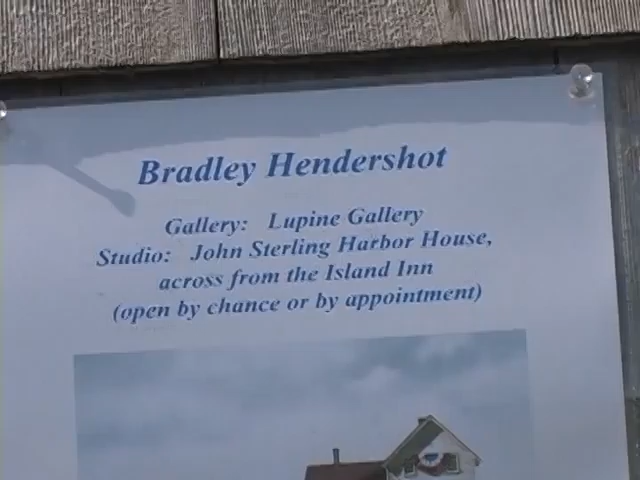 Bradley Hendershot
Gallery: Lupine Gallery
Studio: John Sterling Harbor House,
across from the Island Inn
(open by chance or by appointment)